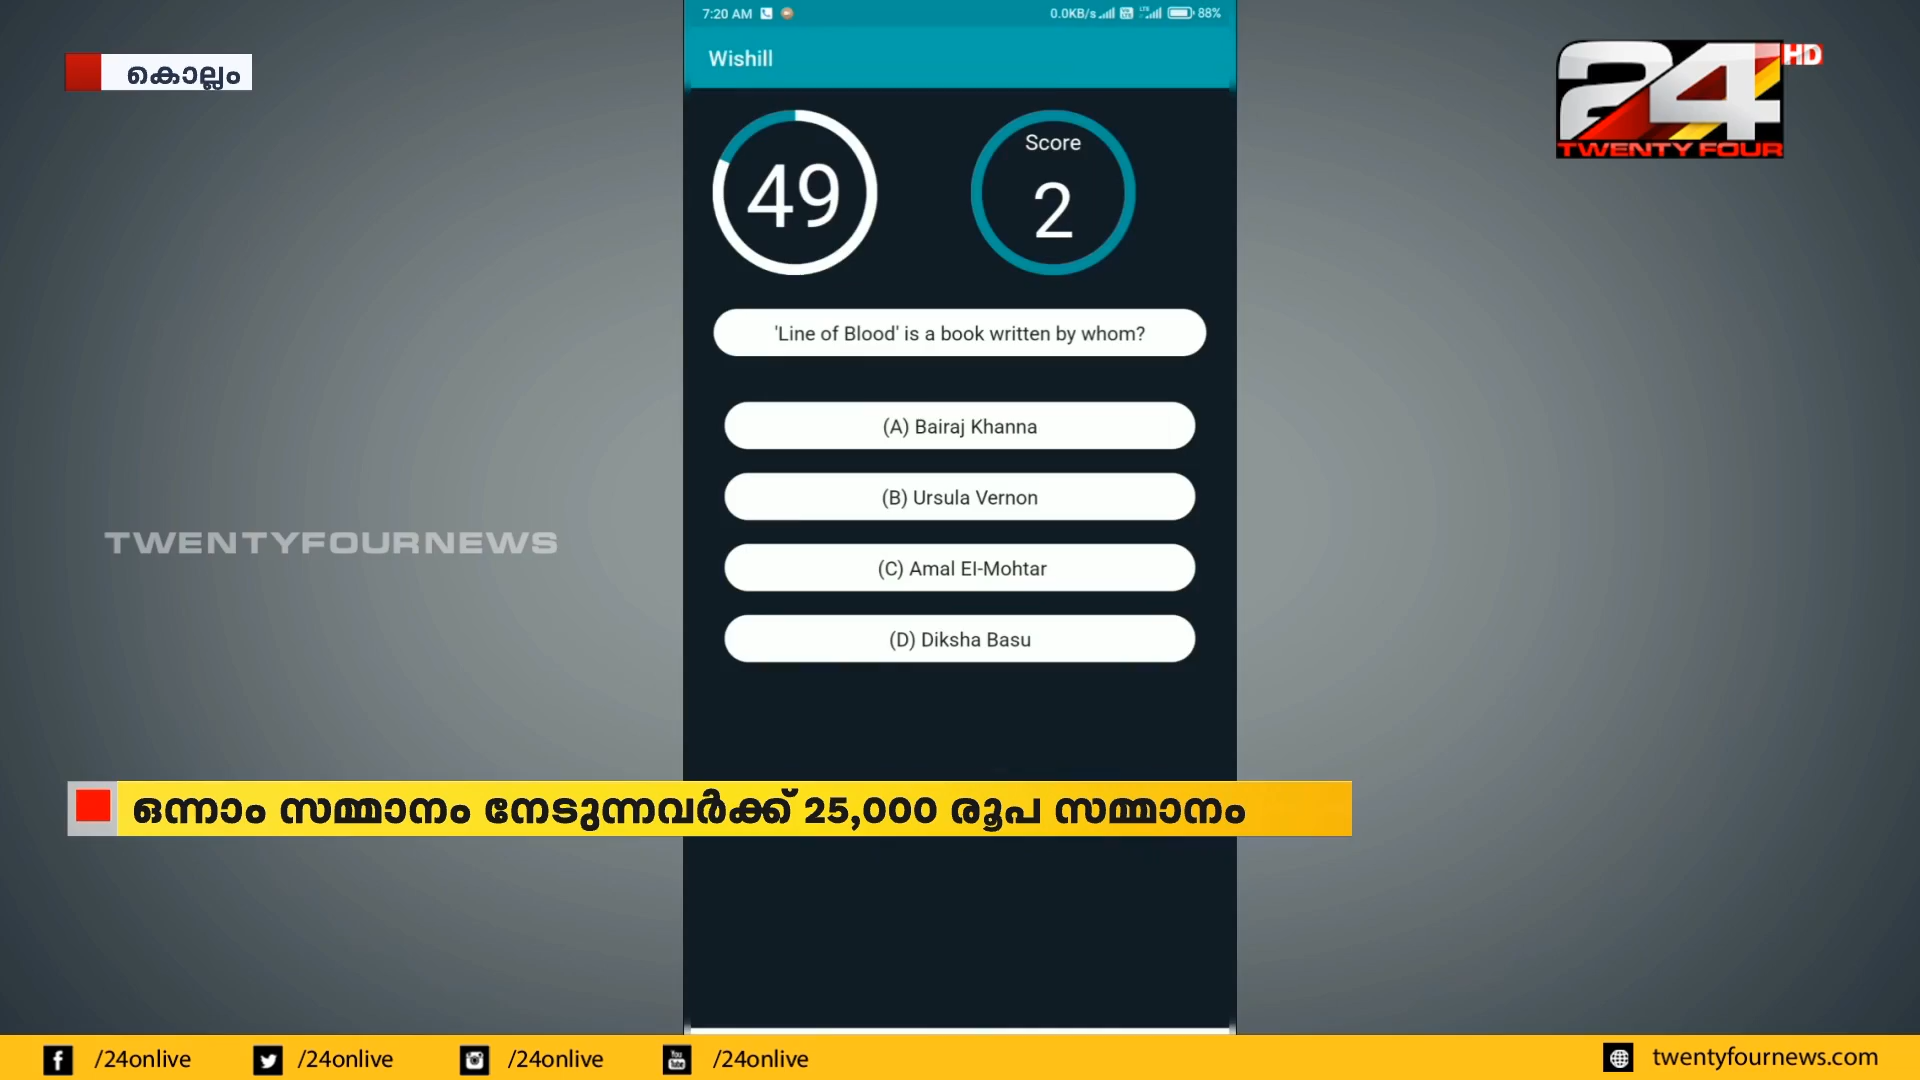 7:20 AM
0.0KB/s
88%
Wishill
കൊല്ലം
24 HD
TWENTY FOUR
49
Score
2
'Line of Blood' is a book written by whom?
(A) Bairaj Khanna
(B) Ursula Vernon
(C) Amal El-Mohtar
(D) Diksha Basu
TWENTYFOURNEWS
ഒന്നാം സമ്മാനം നേടുന്നവർക്ക് 25,000 രൂപ സമ്മാനം
/24onlive
/24onlive
/24onlive
You Tube
/24onlive
twentyfournews.com